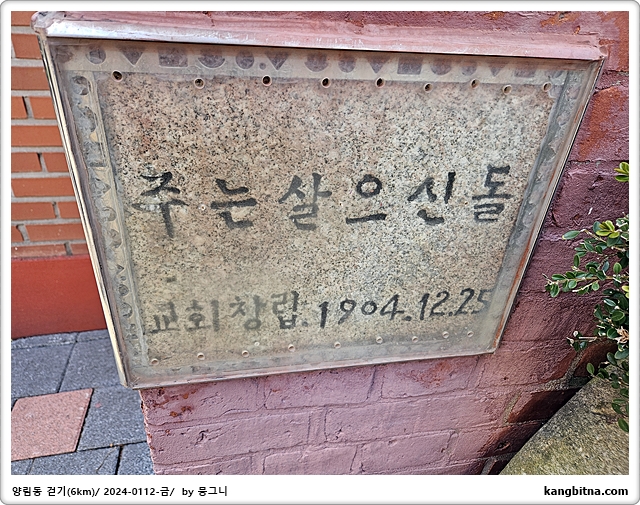 주는살으신돌
교회창립.1904.12.25
양림동 걷기(6km)/ 2024-0112-금/ by 몽그니
kangbitna.com